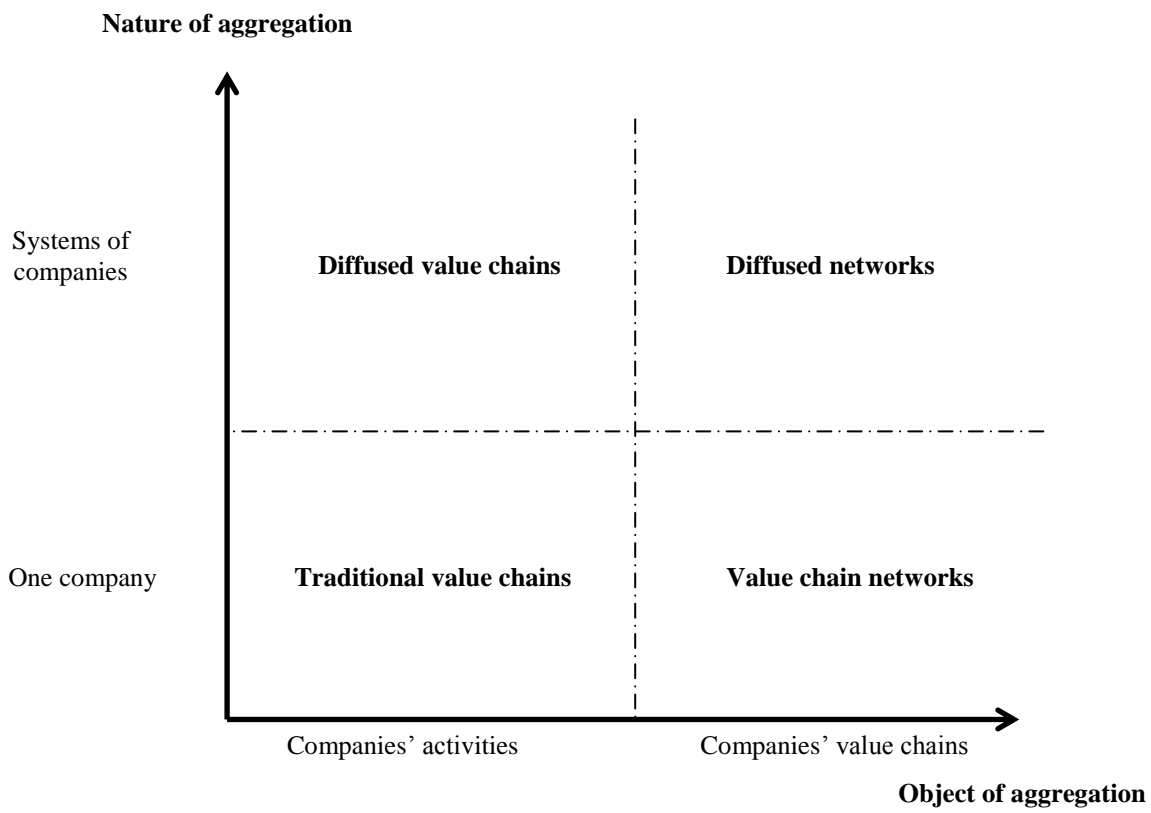 Nature of aggregation
Systems of
companies
Diffused value chains
Diffused networks
One company
Traditional value chains
Value chain networks
Companies’ activities
Companies’ value chains
Object of aggregation